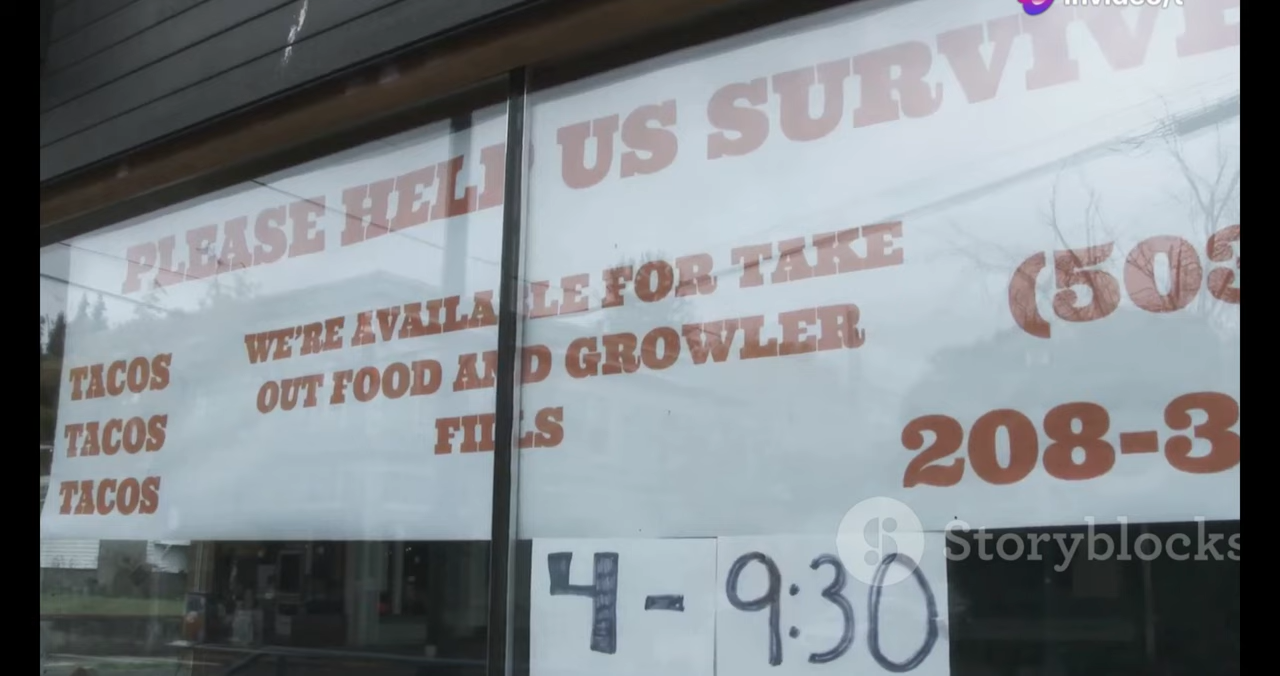 PLEASE HELP US SURVIVE
WE'RE AVAILABLE FOR TAKE
OUT FOOD AND GROWLER
FILLS
TACOS
TACOS
TACOS
(503
208-3
4 - 9:30
Storyblocks